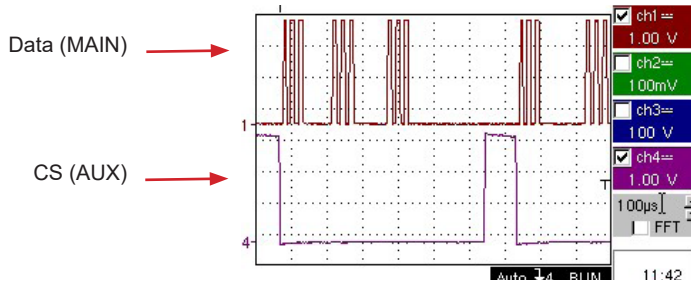 Data (MAIN)
CS (AUX)
1
4
T
ch1
1.00 V
ch2
100mV
ch3
100 V
ch4
1.00 V
100µs
FFT
Auto 4 RUN
11:42